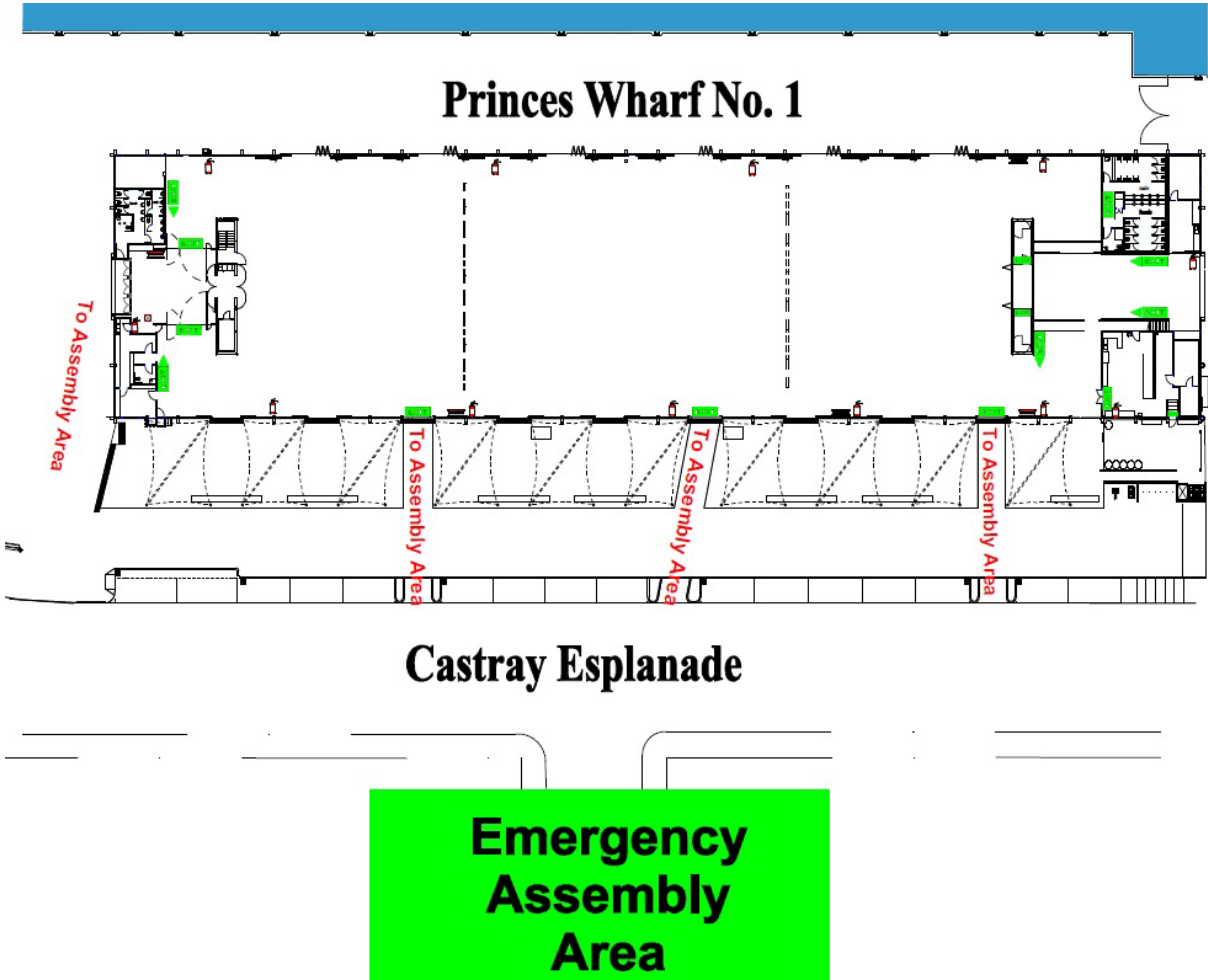 Princes Wharf No. 1
To Assembly Area
To Assembly Area
To Assembly Area
To Assembly Area
Castray Esplanade
Emergency
Assembly
Area